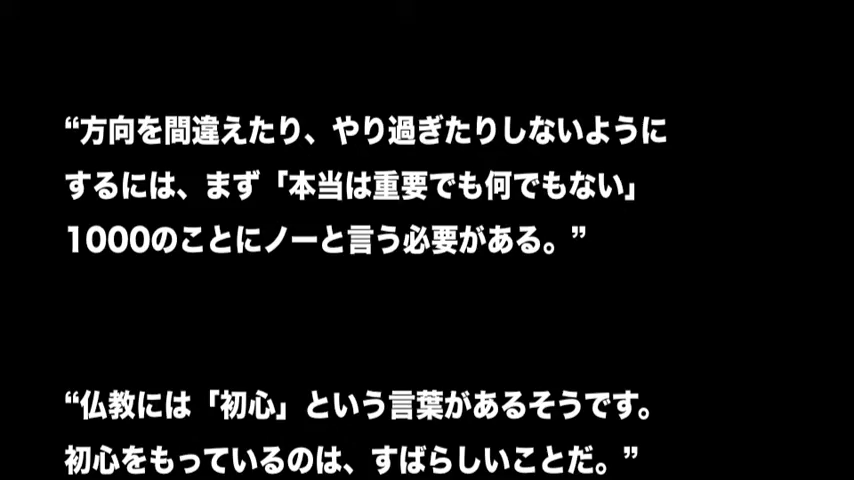 “方向を間違えたり、やり過ぎたりしないように
するには、まず「本当は重要でも何でもない」
1000のことにノーと言う必要がある。”
“仏教には「初心」という言葉があるそうです。
初心をもっているのは、すばらしいことだ。”